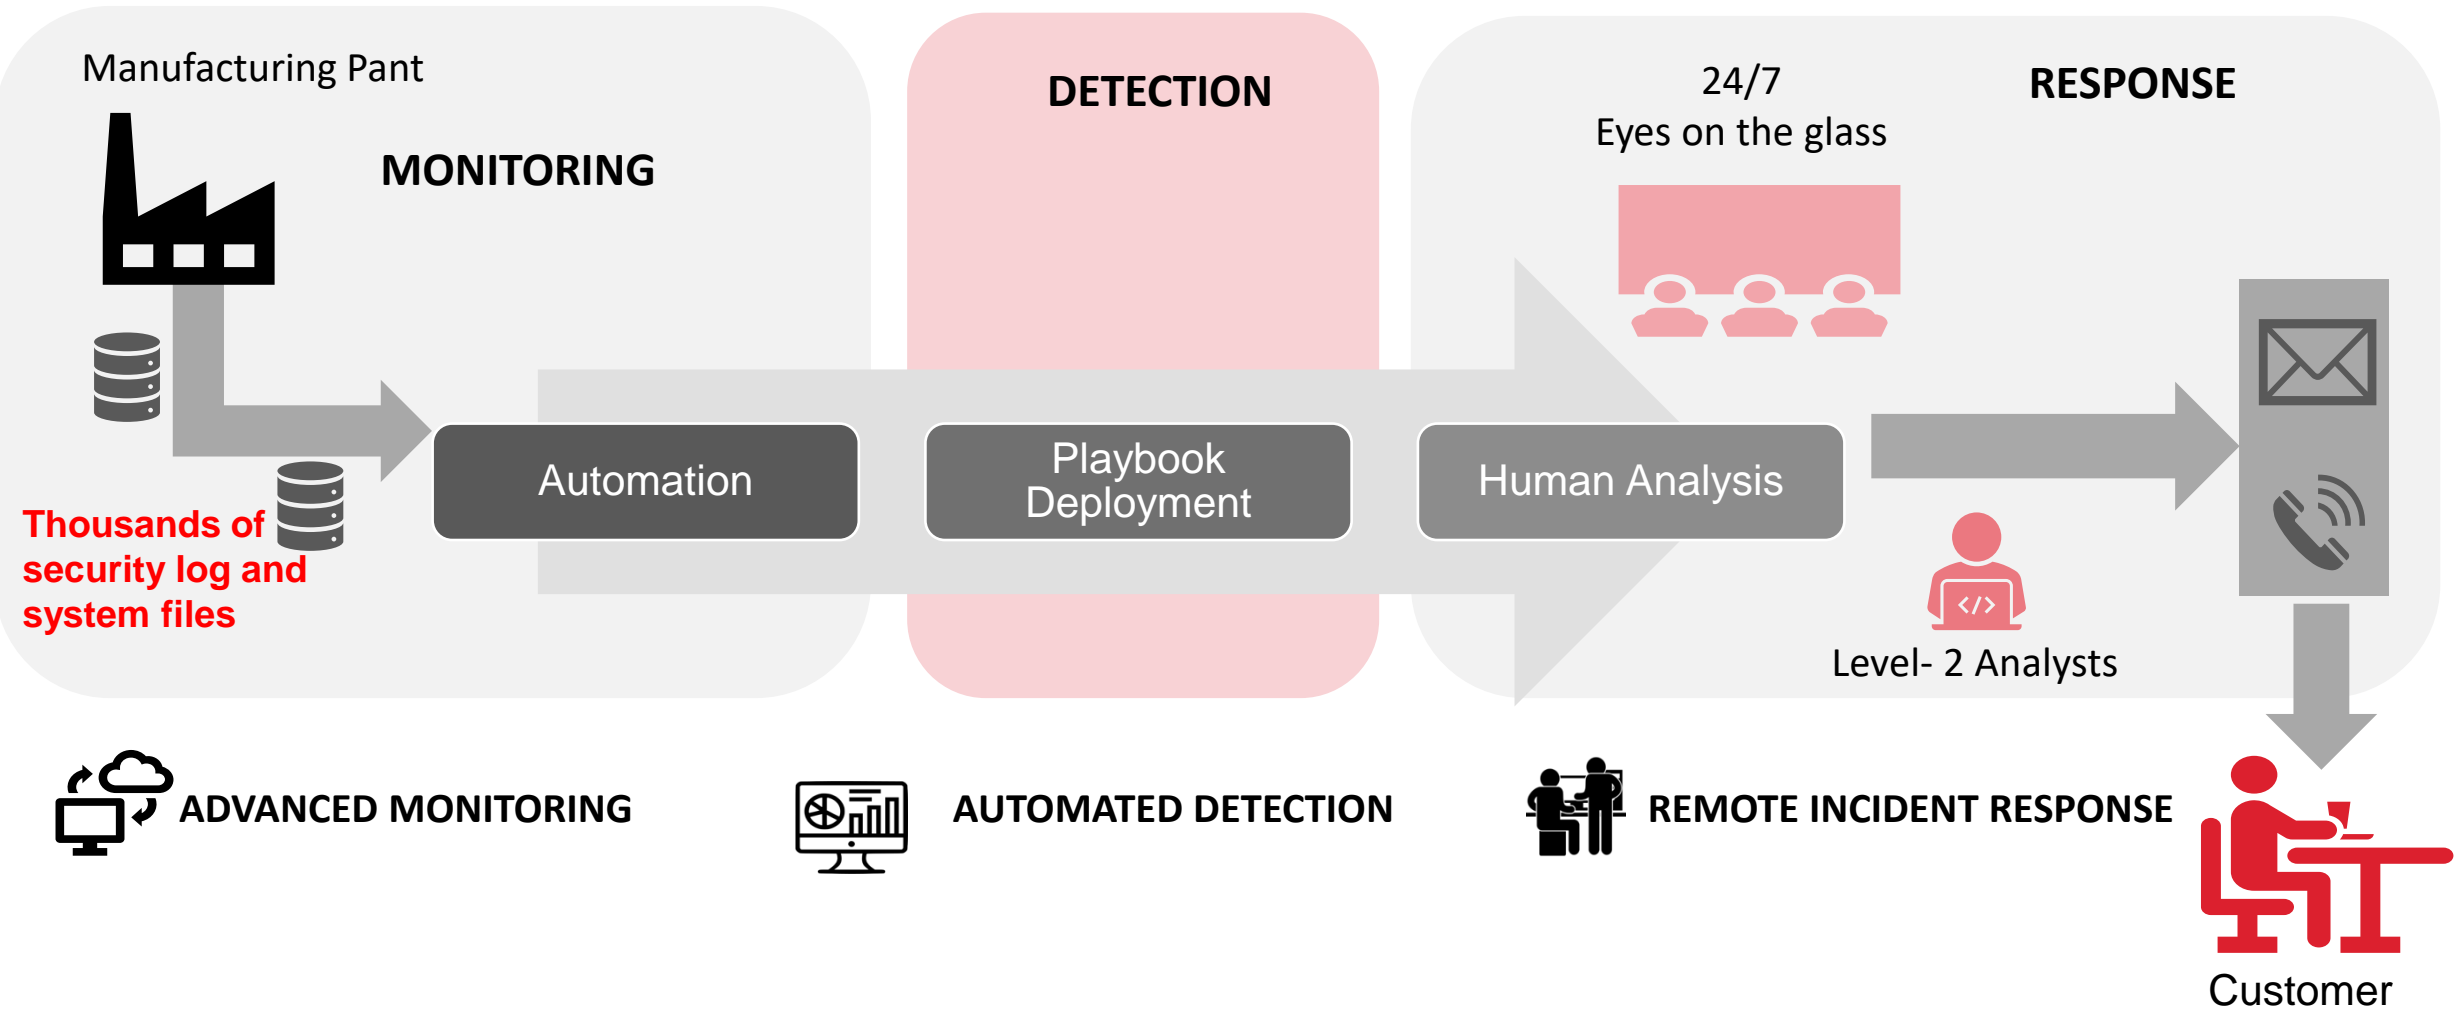 Manufacturing Pant
MONITORING
Thousands of
security log and
system files
Automation
DETECTION
Playbook
Deployment
24/7
Eyes on the glass
RESPONSE
Human Analysis
</>
Level- 2 Analysts
ADVANCED MONITORING
AUTOMATED DETECTION
REMOTE INCIDENT RESPONSE
Customer